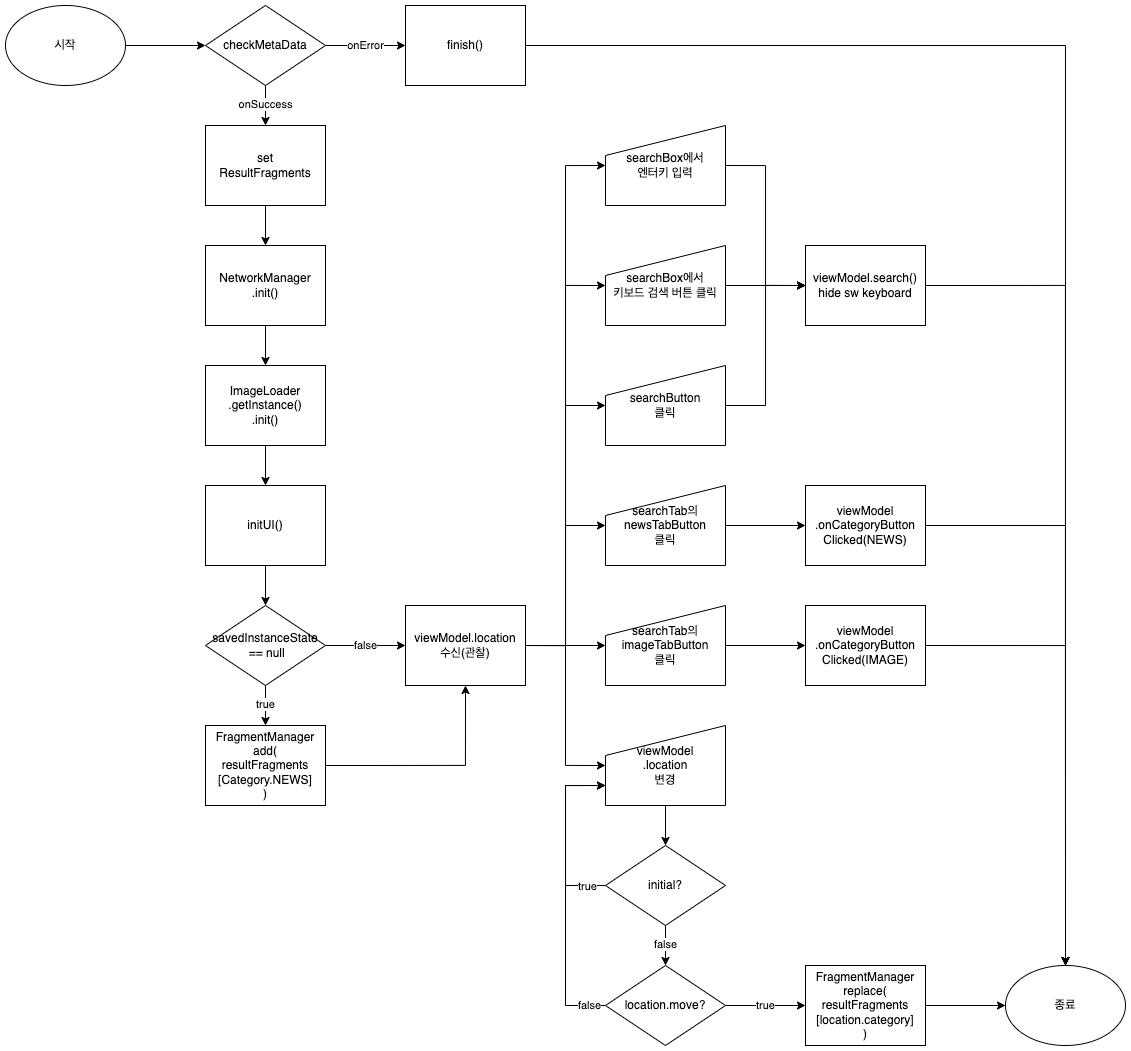 시작
checkMetaData
onError
finish()
onSuccess
set
ResultFragments
NetworkManager
.init()
ImageLoader
.getInstance()
.init()
initUI()
savedInstanceState
== null
false
true
FragmentManager
add(
resultFragments
[Category.NEWS]
)
viewModel.location
수신(관찰)
searchBox에서
엔터키 입력
searchBox에서
키보드 검색 버튼 클릭
searchButton
클릭
viewModel.search()
hide sw keyboard
searchTab의
newsTabButton
클릭
viewModel
.onCategoryButton
Clicked(NEWS)
searchTab의
imageTabButton
클릭
viewModel
.onCategoryButton
Clicked(IMAGE)
viewModel
.location
변경
initial?
true
false
location.move?
false
true
FragmentManager
replace(
resultFragments
[location.category]
)
종료